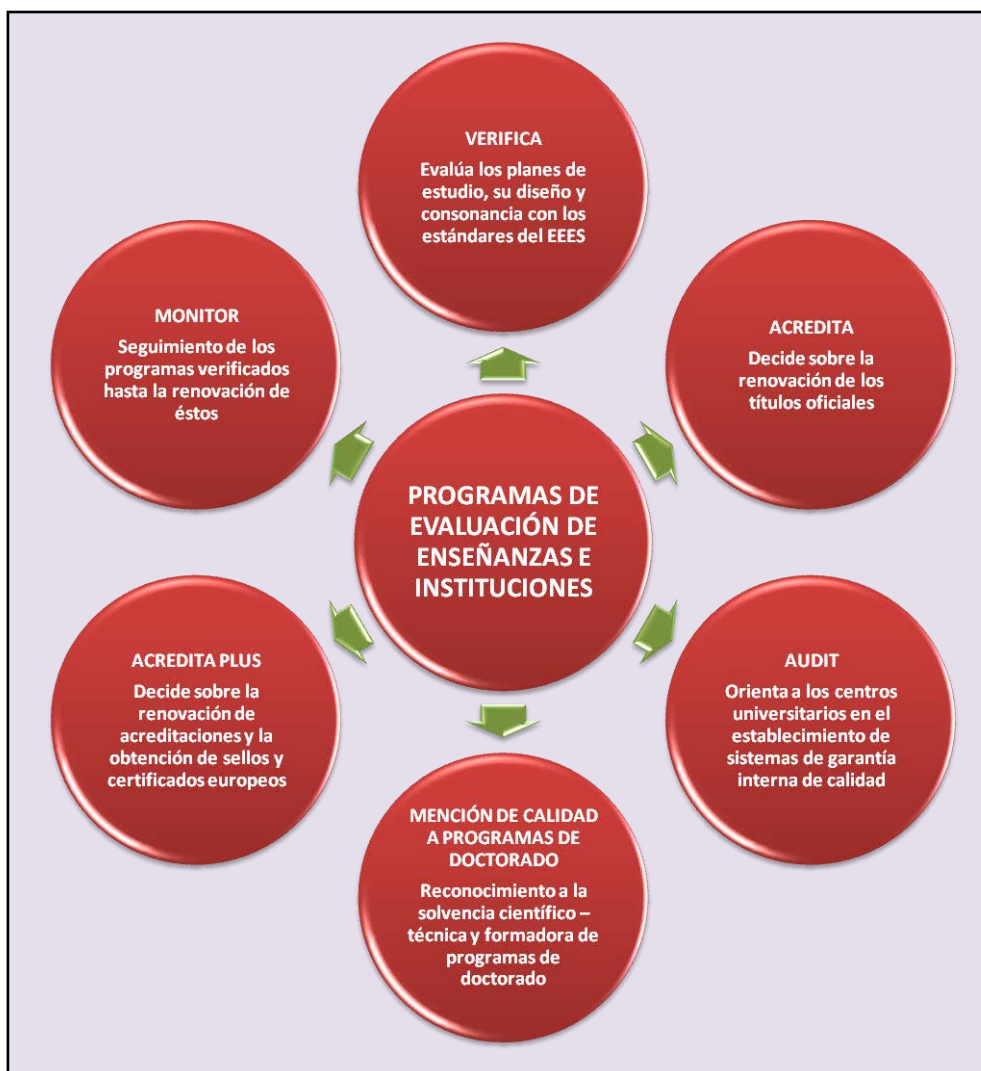 VERIFICA
Evalúa los planes de
estudio, su diseño y
consonancia con los
estándares del EEES
MONITOR
Seguimiento de los
programas verificados
hasta la renovación de
éstos
ACREDITA
Decide sobre la
renovación de los
títulos oficiales
PROGRAMAS DE
EVALUACIÓN DE
ENSEÑANZAS E
INSTITUCIONES
ACREDITA PLUS
Decide sobre la
renovación de
acreditaciones y la
obtención de sellos y
certificados europeos
AUDIT
Orienta a los centros
universitarios en el
establecimiento de
sistemas de garantía
interna de calidad
MENCIÓN DE CALIDAD
A PROGRAMAS DE
DOCTORADO
Reconocimiento a la
solvencia científico –
técnica y formadora de
programas de
doctorado